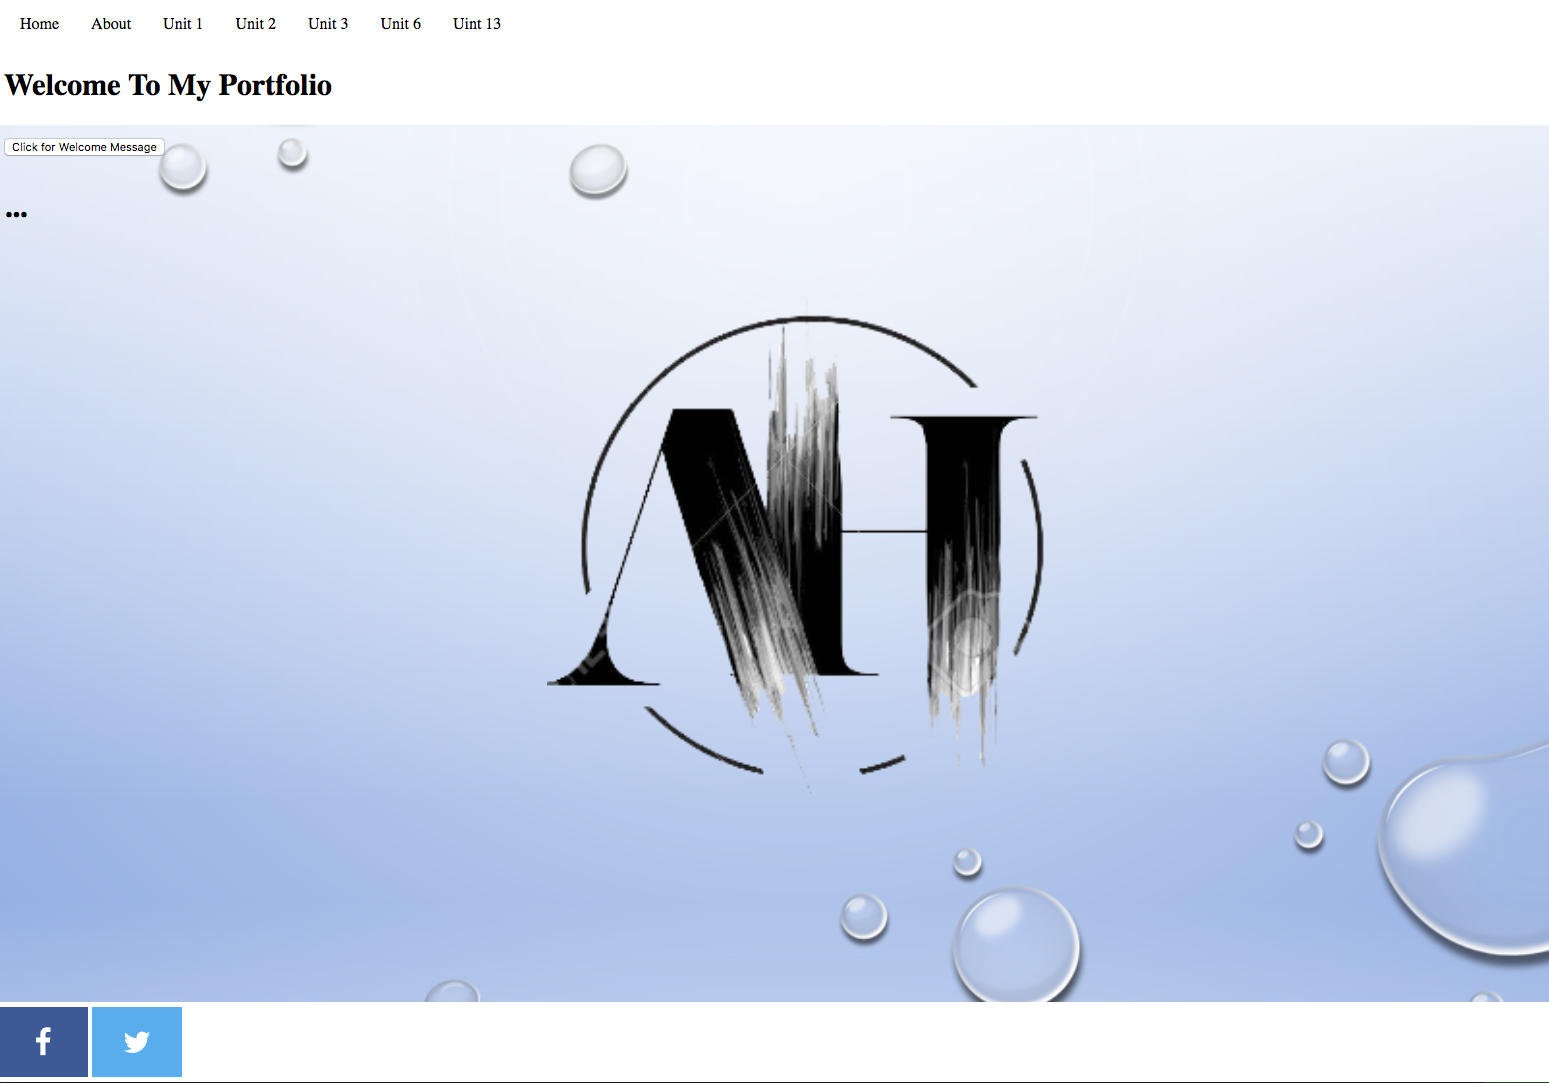 Home About Unit 1 Unit 2 Unit 3 Unit 6 Uint 13
Welcome To My Portfolio
Click for Welcome Message
...
AH
f